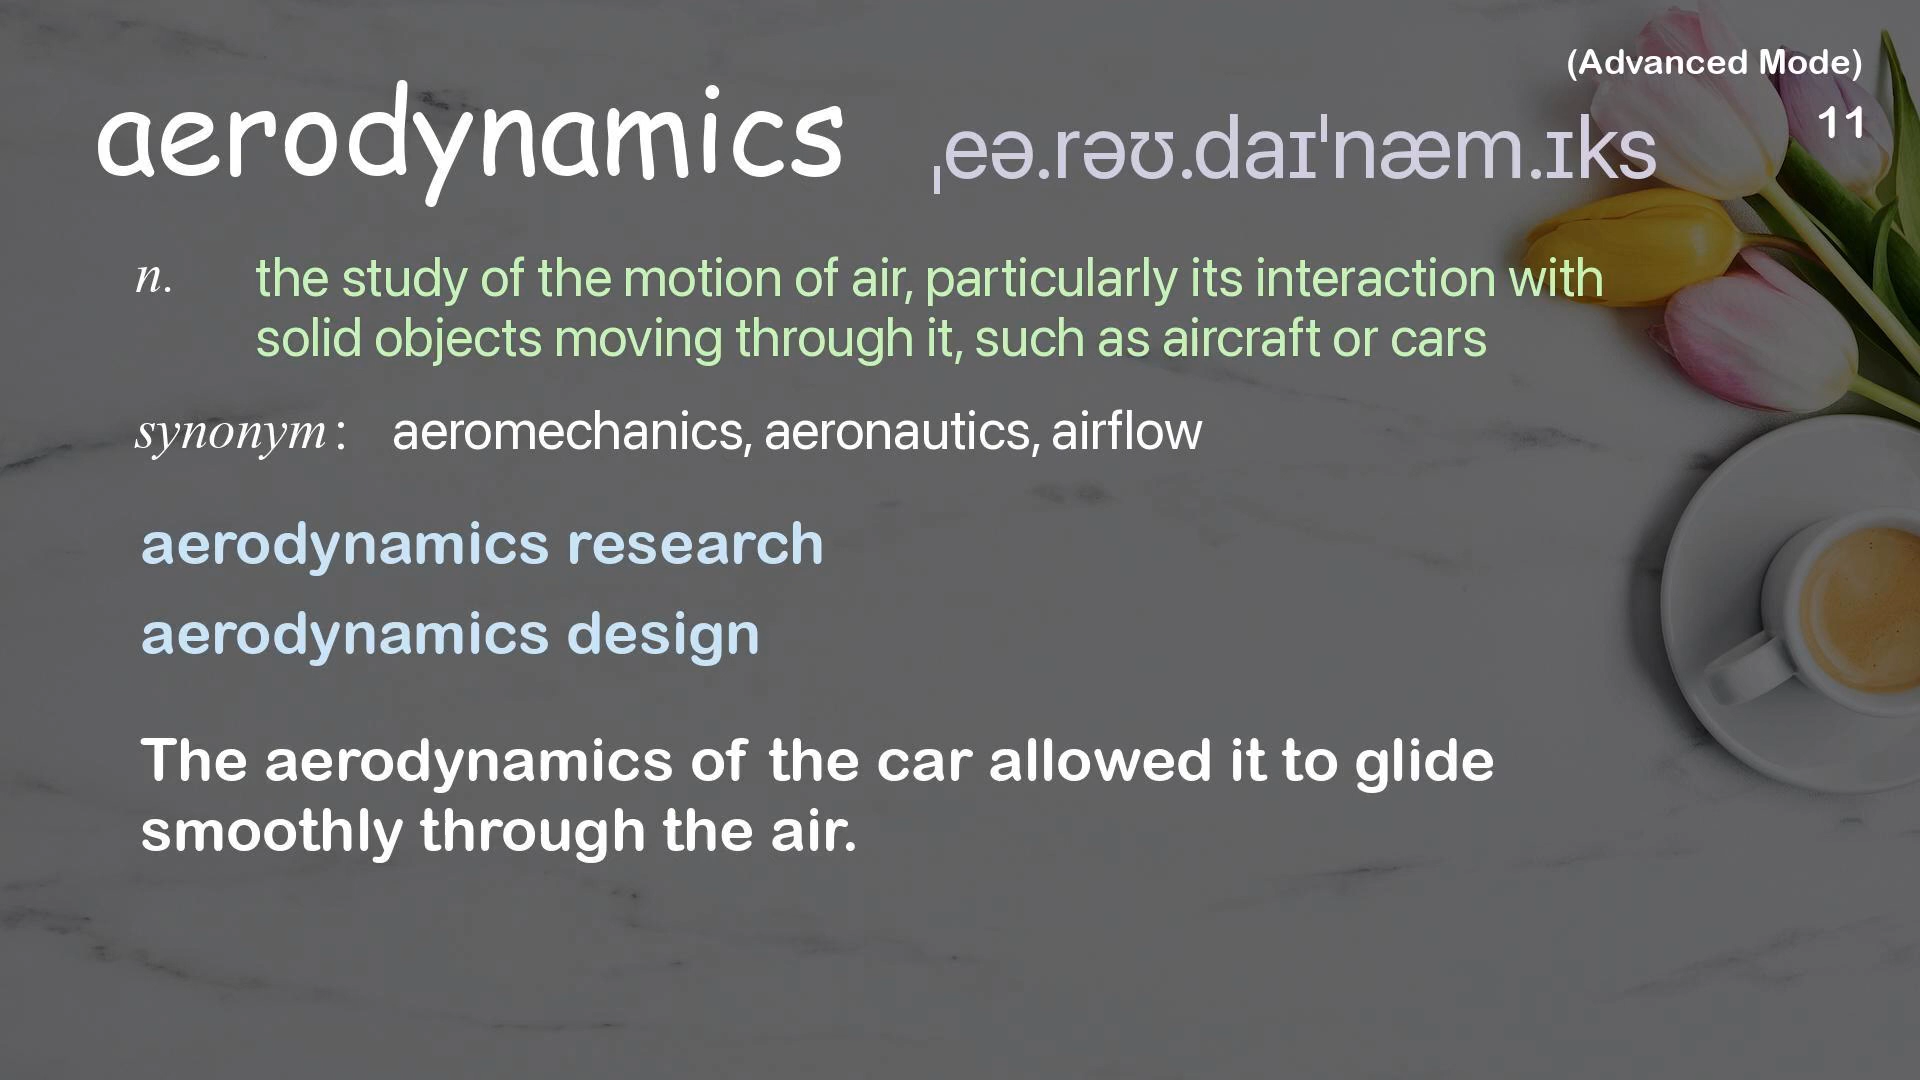 (Advanced Mode)
aerodynamics ˌeə.rəʊ.daɪˈnæm.ɪks
11
n. the study of the motion of air, particularly its interaction with
solid objects moving through it, such as aircraft or cars
synonym: aeromechanics, aeronautics, airflow
aerodynamics research
aerodynamics design
The aerodynamics of the car allowed it to glide
smoothly through the air.